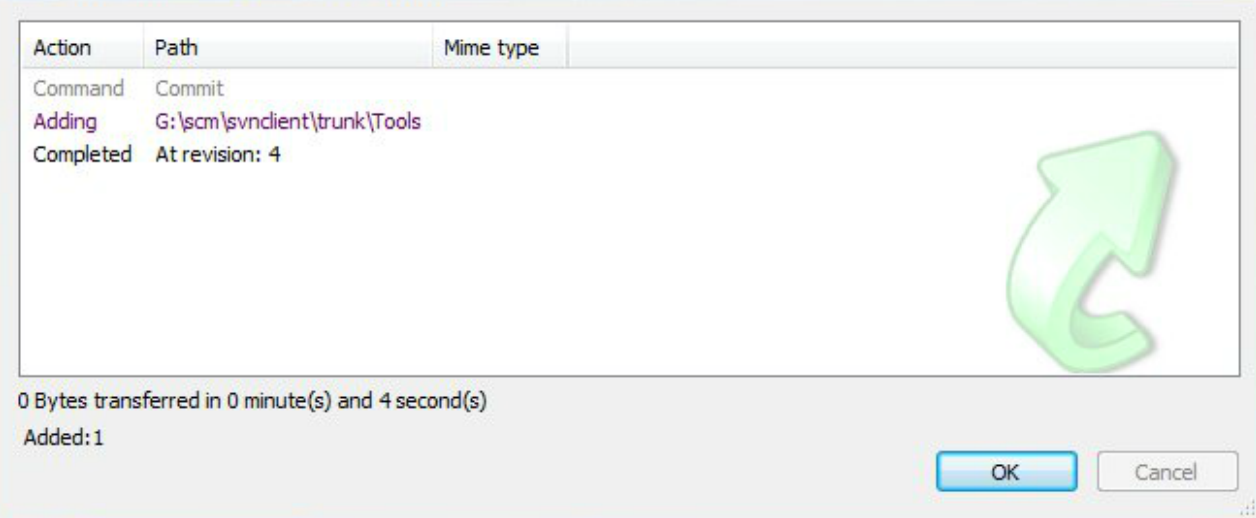 Action Path Mime type
Command Commit
Adding G:\scm\svnclient\trunk\Tools
Completed At revision: 4
0 Bytes transferred in 0 minute(s) and 4 second(s)
Added:1
OK Cancel